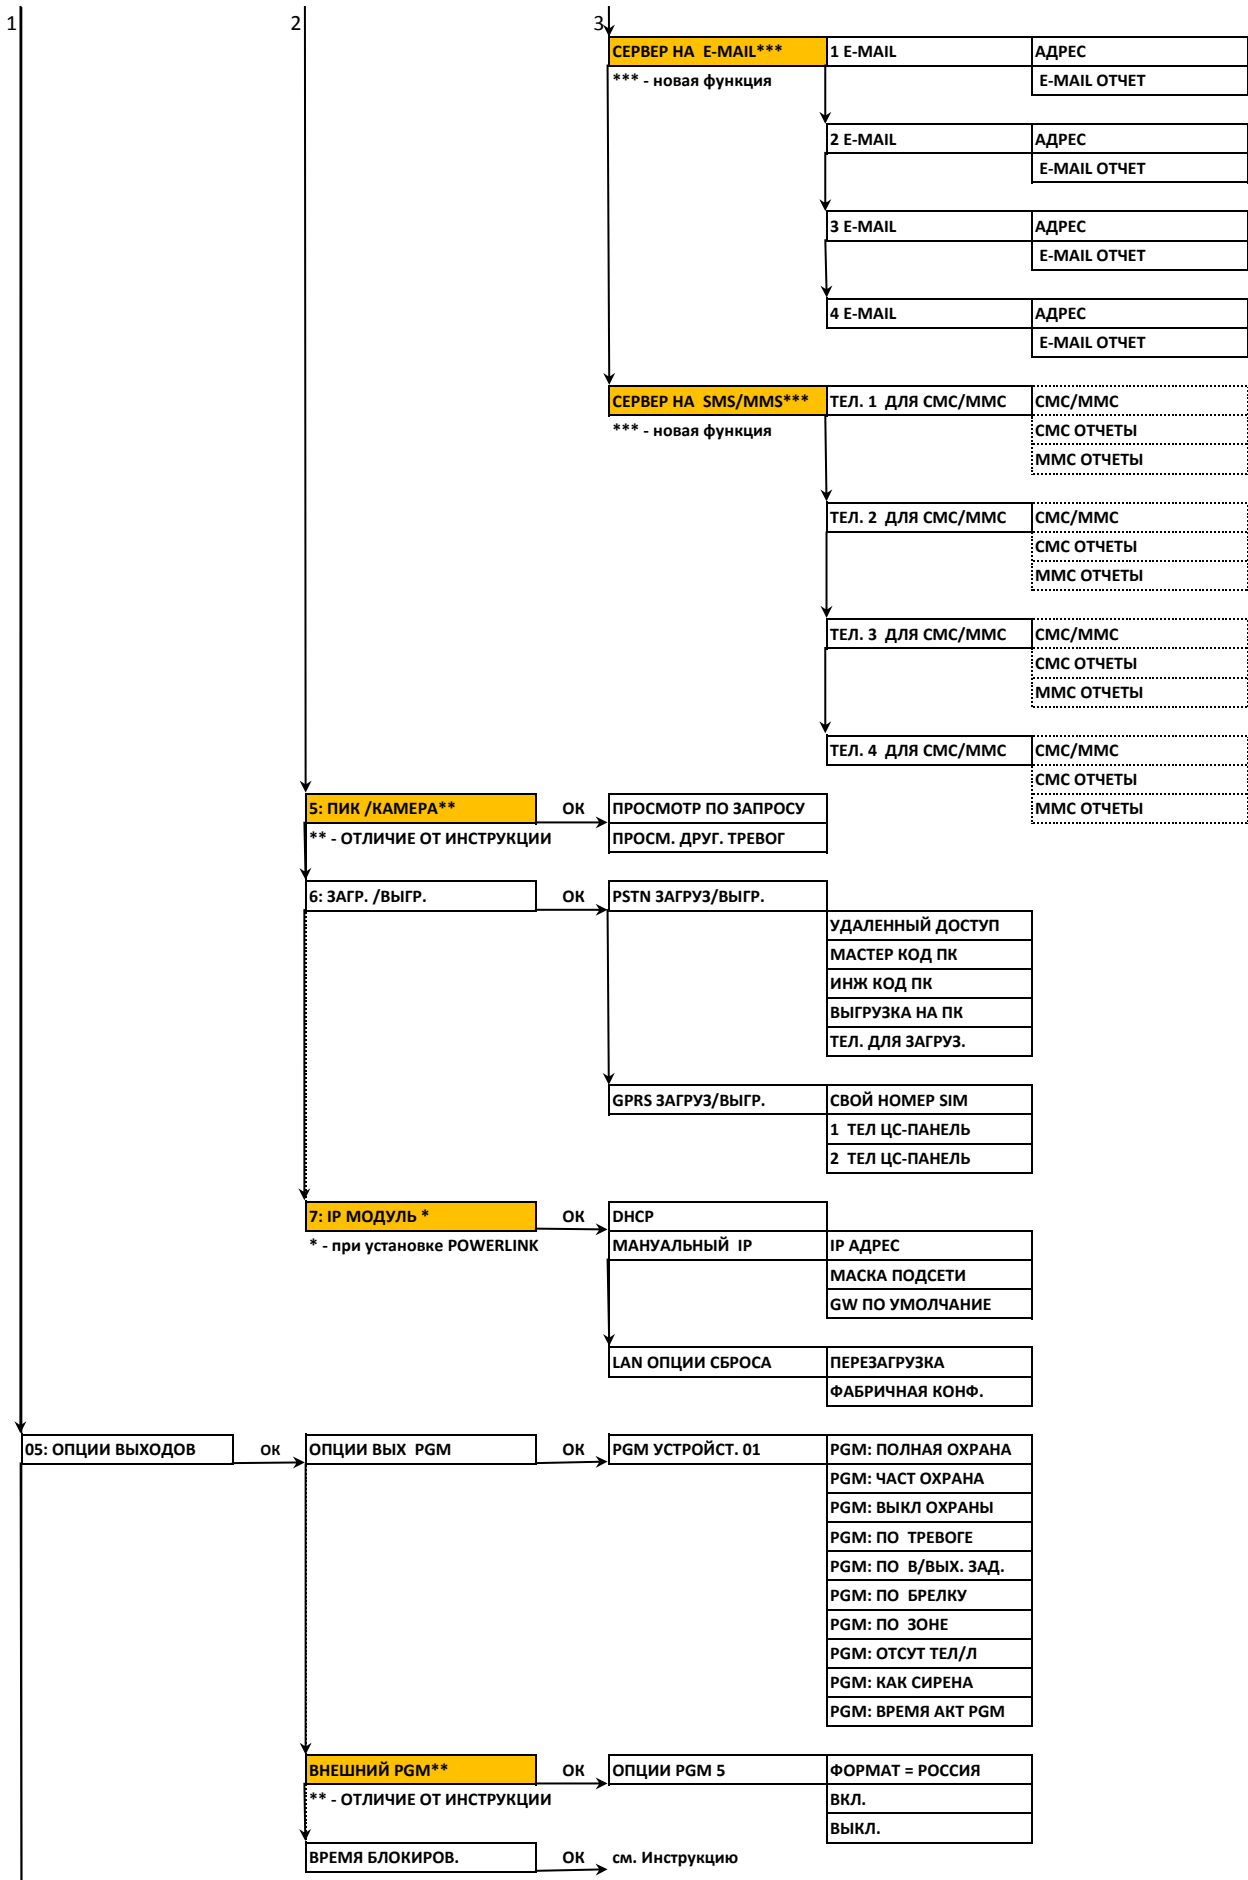 1 2 3
СЕРВЕР НА E-MAIL*** 1 E-MAIL АДРЕС
*** - новая функция E-MAIL ОТЧЕТ
2 E-MAIL АДРЕС
E-MAIL ОТЧЕТ
3 E-MAIL АДРЕС
E-MAIL ОТЧЕТ
4 E-MAIL АДРЕС
E-MAIL ОТЧЕТ
СЕРВЕР НА SMS/MMS*** ТЕЛ. 1 ДЛЯ СМС/ММС СМС/ММС
*** - новая функция СМС ОТЧЕТЫ
ММС ОТЧЕТЫ
ТЕЛ. 2 ДЛЯ СМС/ММС СМС/ММС
СМС ОТЧЕТЫ
ММС ОТЧЕТЫ
ТЕЛ. 3 ДЛЯ СМС/ММС СМС/ММС
СМС ОТЧЕТЫ
ММС ОТЧЕТЫ
ТЕЛ. 4 ДЛЯ СМС/ММС СМС/ММС
СМС ОТЧЕТЫ
5: ПИК /КАМЕРА** ОК ПРОСМОТР ПО ЗАПРОСУ ММС ОТЧЕТЫ
** - ОТЛИЧИЕ ОТ ИНСТРУКЦИИ ПРОСМ. ДРУГ. ТРЕВОГ
6: ЗАГР. /ВЫГР. ОК PSTN ЗАГРУЗ/ВЫГР.
УДАЛЕННЫЙ ДОСТУП
МАСТЕР КОД ПК
ИНЖ КОД ПК
ВЫГРУЗКА НА ПК
ТЕЛ. ДЛЯ ЗАГРУЗ.
GPRS ЗАГРУЗ/ВЫГР. СВОЙ НОМЕР SIM
1 ТЕЛ ЦС-ПАНЕЛЬ
2 ТЕЛ ЦС-ПАНЕЛЬ
7: IP МОДУЛЬ * ОК DHCP
* - при установке POWERLINK МАНУАЛЬНЫЙ IP IP АДРЕС
МАСКА ПОДСЕТИ
GW ПО УМОЛЧАНИЕ
LAN ОПЦИИ СБРОСА ПЕРЕЗАГРУЗКА
ФАБРИЧНАЯ КОНФ.
05: ОПЦИИ ВЫХОДОВ ОК ОПЦИИ ВЫХ PGM ОК PGM УСТРОЙСТ. 01 PGM: ПОЛНАЯ ОХРАНА
PGM: ЧАСТ ОХРАНА
PGM: ВЫКЛ ОХРАНЫ
PGM: ПО ТРЕВОГЕ
PGM: ПО В/ВЫХ. ЗАД.
PGM: ПО БРЕЛКУ
PGM: ПО ЗОНЕ
PGM: ОТСУТ ТЕЛ/Л
PGM: КАК СИРЕНА
PGM: ВРЕМЯ АКТ PGM
ВНЕШНИЙ PGM** ОК ОПЦИИ PGM 5 ФОРМАТ = РОССИЯ
** - ОТЛИЧИЕ ОТ ИНСТРУКЦИИ ВКЛ.
ВЫКЛ.
ВРЕМЯ БЛОКИРОВ. ОК см. Инструкцию